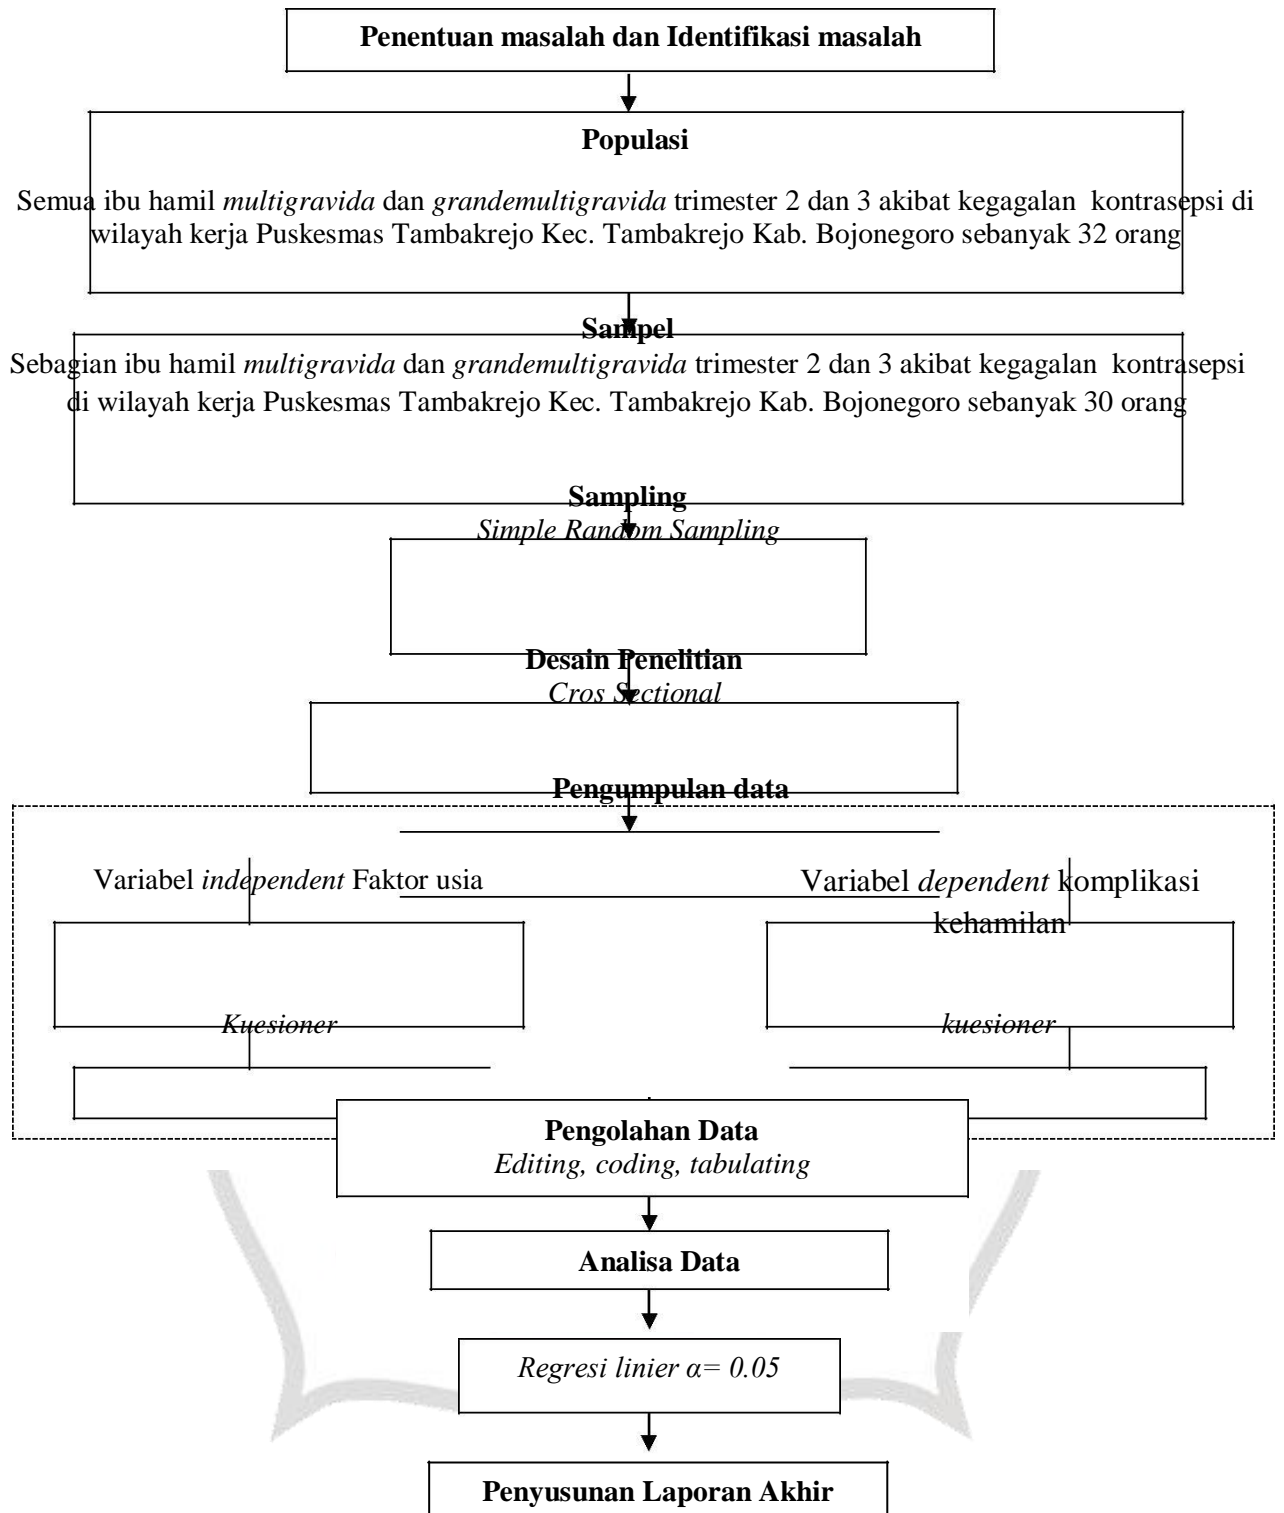 Penentuan masalah dan Identifikasi masalah
Populasi
Semua ibu hamil multigravida dan grandemultigravida trimester 2 dan 3 akibat kegagalan kontrasepsi di
wilayah kerja Puskesmas Tambakrejo Kec. Tambakrejo Kab. Bojonegoro sebanyak 32 orang
Sampel
Sebagian ibu hamil multigravida dan grandemultigravida trimester 2 dan 3 akibat kegagalan kontrasepsi
di wilayah kerja Puskesmas Tambakrejo Kec. Tambakrejo Kab. Bojonegoro sebanyak 30 orang
Sampling
Simple Random Sampling
Desain Penelitian
Cros Sectional
Pengumpulan data
Variabel independent Faktor usia
Variabel dependent komplikasi
kehamilan
Kuesioner
kuesioner
Pengolahan Data
Editing, coding, tabulating
Analisa Data
Regresi linier α= 0.05
Penyusunan Laporan Akhir